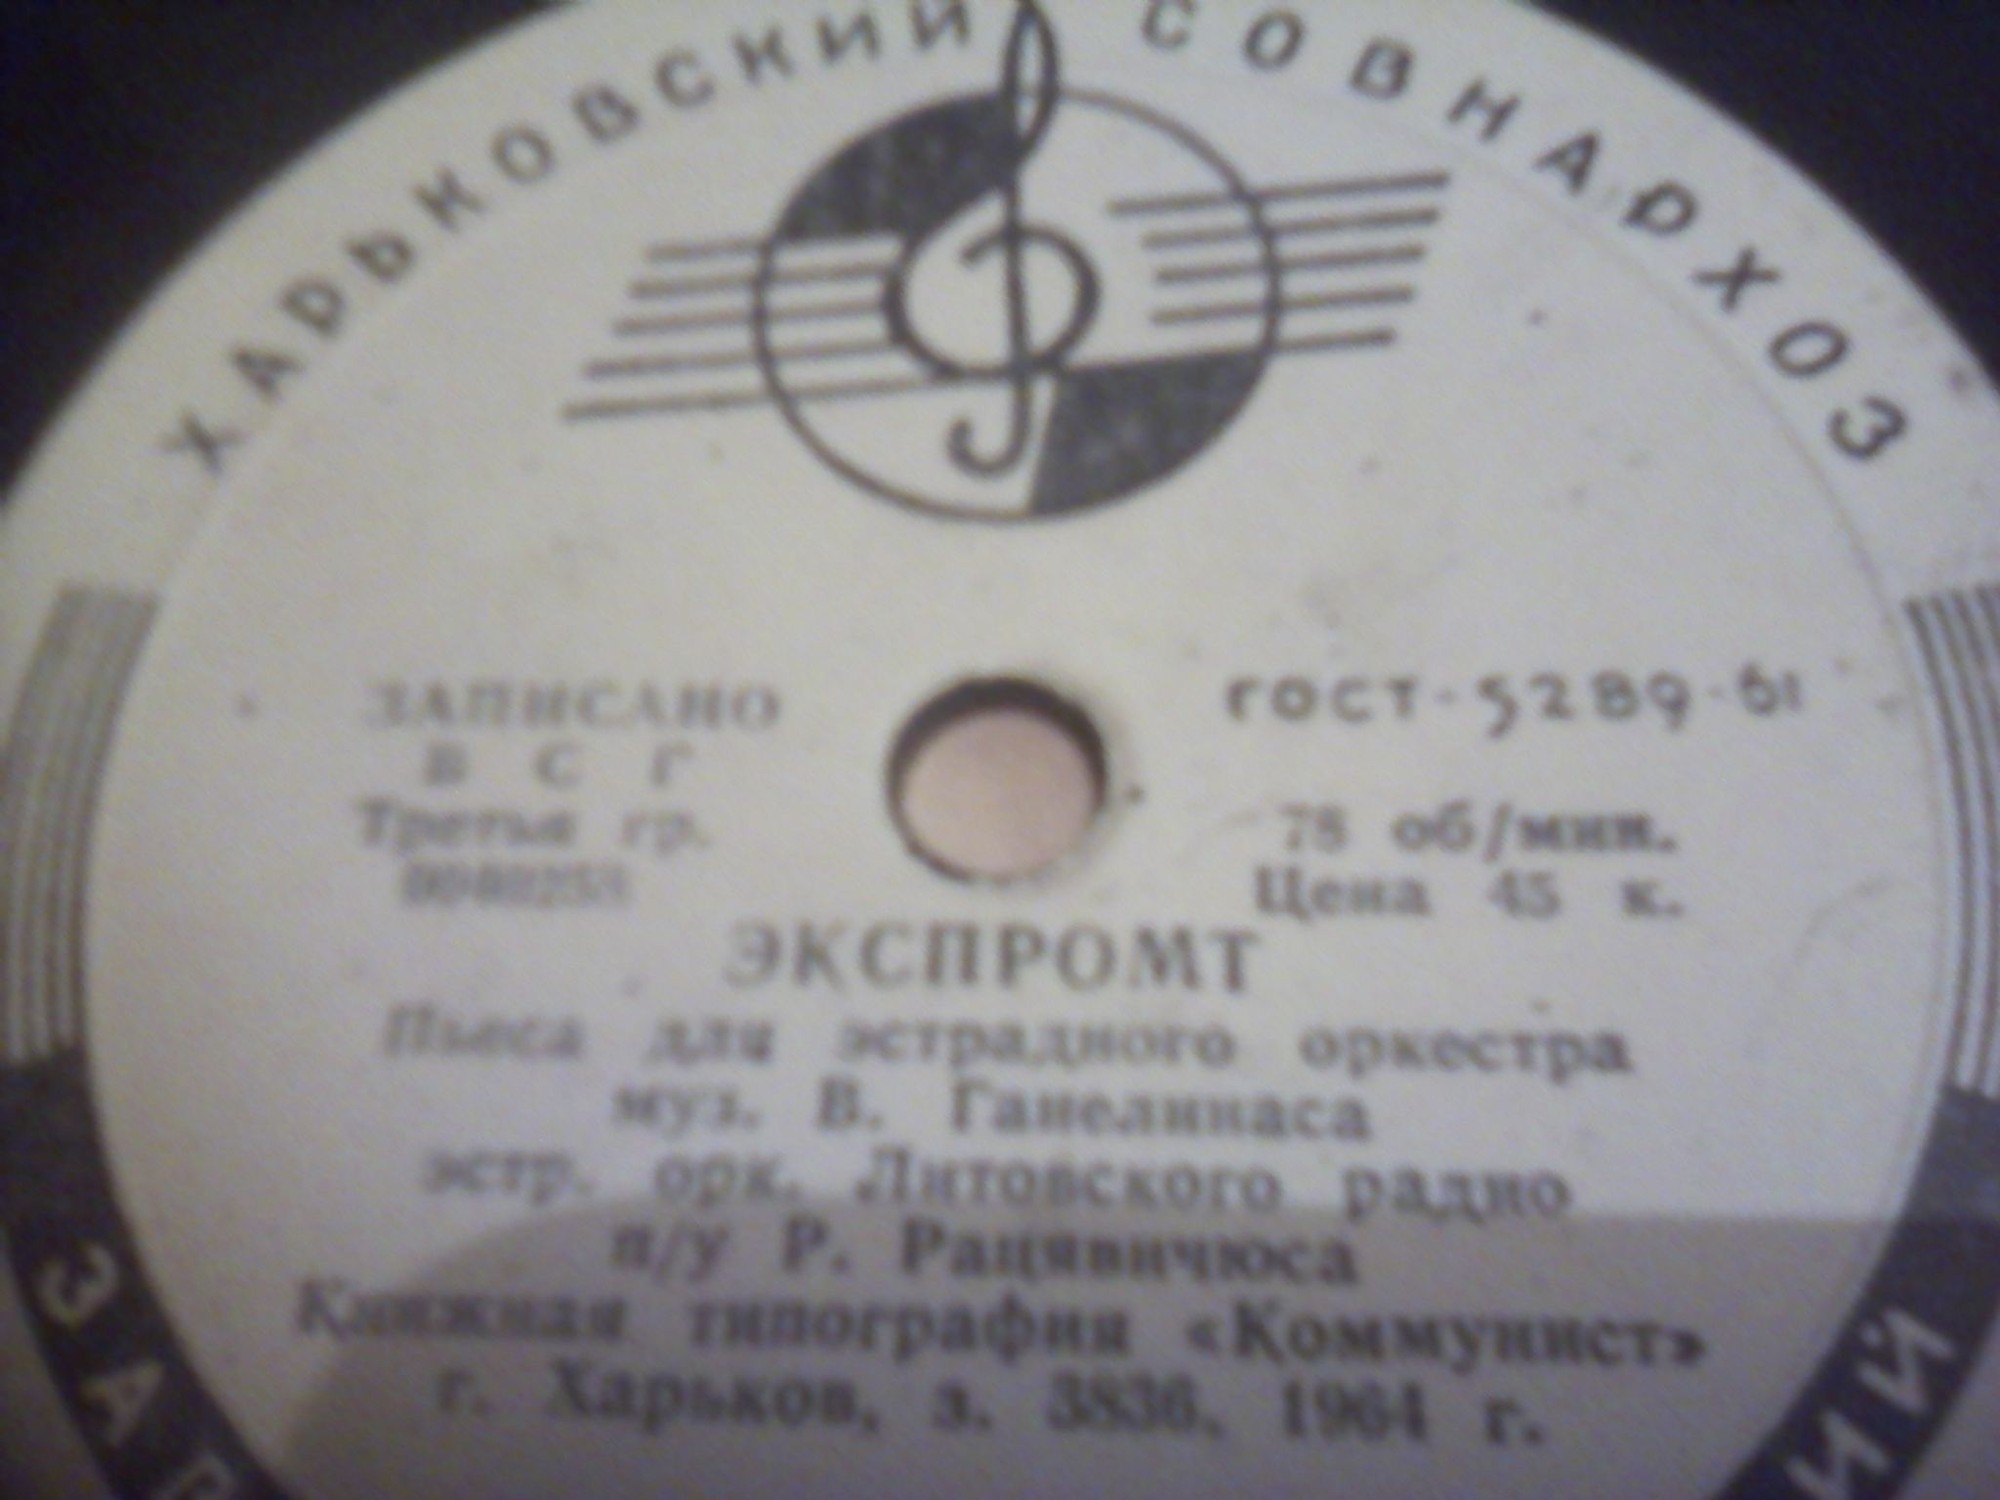 ХАРЬКОВСКИЙ СОВНАРХОЗ
ЗАПИСАНО
В С Г
Третья гр.
0040253
ГОСТ-5289-61
78 об/мин.
Цена 45 к.
ЭКСПРОМТ
Пьеса для эстрадного оркестра
муз. В. Ганелинаса
эстр. орк. Литовского радио
п/у Р. Рацявичюса
Книжная типография «Коммунист»
г. Харьков, з. 3836. 1964 г.